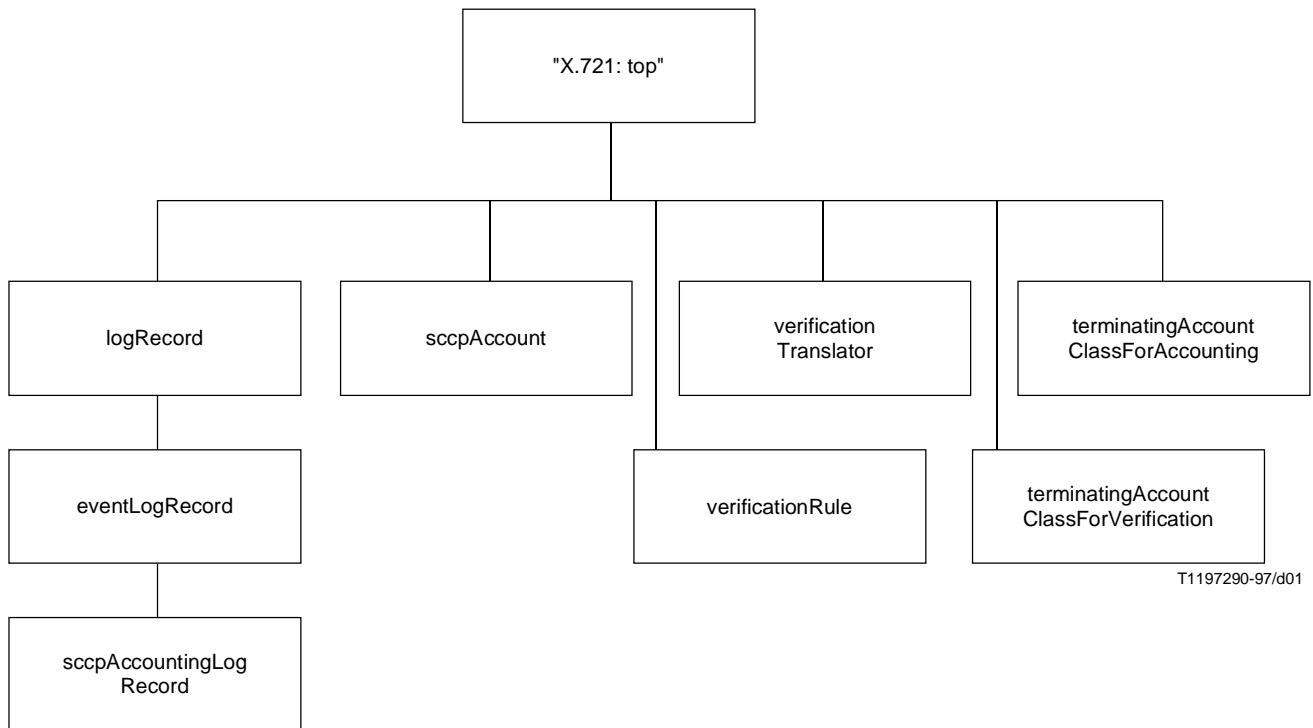 "X.721: top"
logRecord
sccpAccount
verification
Translator
terminatingAccount
ClassForAccounting
eventLogRecord
verificationRule
terminatingAccount
ClassForVerification
T1197290-97/d01
sccpAccountingLog
Record